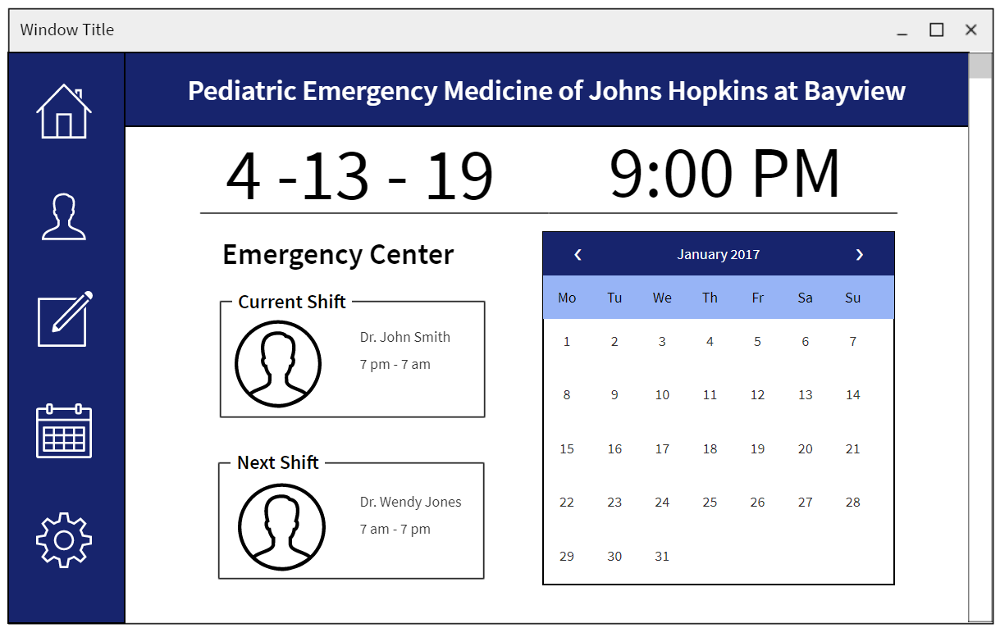 Window Title
Pediatric Emergency Medicine of Johns Hopkins at Bayview
4 -13 - 19
9:00 PM
Emergency Center
Current Shift
Dr. John Smith
7 pm - 7 am
Next Shift
Dr. Wendy Jones
7 am - 7 pm
January 2017
Mo Tu We Th Fr Sa Su
1 2 3 4 5 6 7
8 9 10 11 12 13 14
15 16 17 18 19 20 21
22 23 24 25 26 27 28
29 30 31